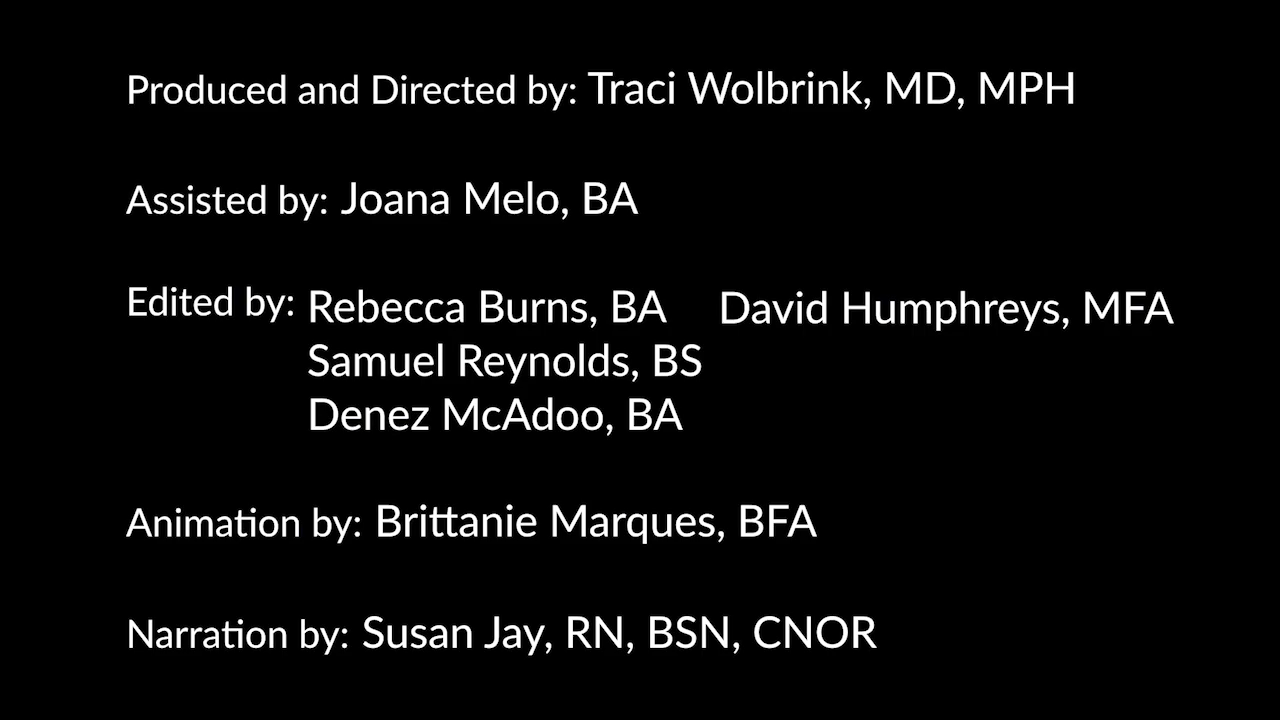 Produced and Directed by: Traci Wolbrink, MD, MPH
Assisted by: Joana Melo, BA
Edited by: Rebecca Burns, BA David Humphreys, MFA
Samuel Reynolds, BS
Denez McAdoo, BA
Animation by: Brittanie Marques, BFA
Narration by: Susan Jay, RN, BSN, CNOR